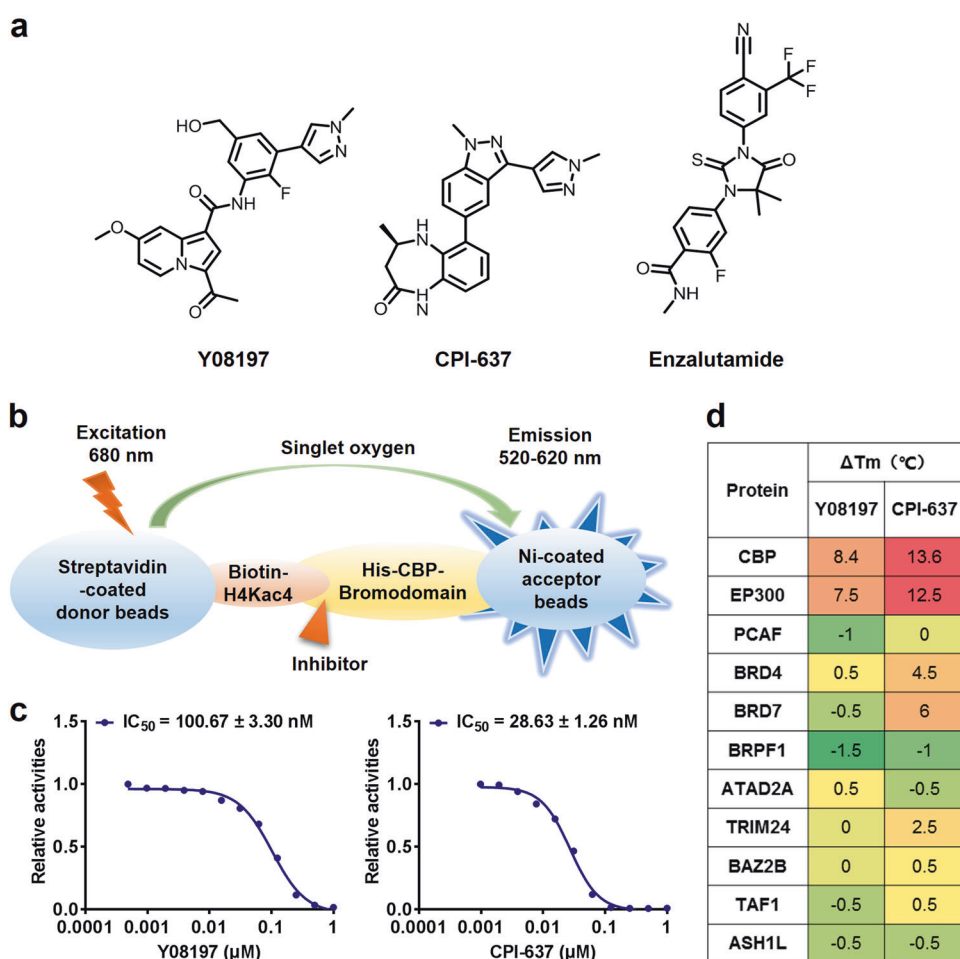 a
HO
N
N
F
O
NH
O
N
O
Y08197
N
N
N
N
H
N
O
H
N
CPI-637
N
F
F
F
N
S
O
N
F
O
NH
Enzalutamide
b
Excitation
680 nm
Singlet oxygen
Emission
520-620 nm
Streptavidin
-coated
donor beads
Biotin-
H4Kac4
His-CBP-
Bromodomain
Ni-coated
acceptor
beads
Inhibitor
c
IC50 = 100.67 ± 3.30 nM
Relative activities
1.5
1.0
0.5
0.0
0.0001 0.001 0.01 0.1 1
Y08197 (μM)
IC50 = 28.63 ± 1.26 nM
Relative activities
1.5
1.0
0.5
0.0
0.0001 0.001 0.01 0.1 1
CPI-637 (μM)
d
Protein ΔTm（℃）
Y08197 CPI-637
CBP 8.4 13.6
EP300 7.5 12.5
PCAF -1 0
BRD4 0.5 4.5
BRD7 -0.5 6
BRPF1 -1.5 -1
ATAD2A 0.5 -0.5
TRIM24 0 2.5
BAZ2B 0 0.5
TAF1 -0.5 0.5
ASH1L -0.5 -0.5